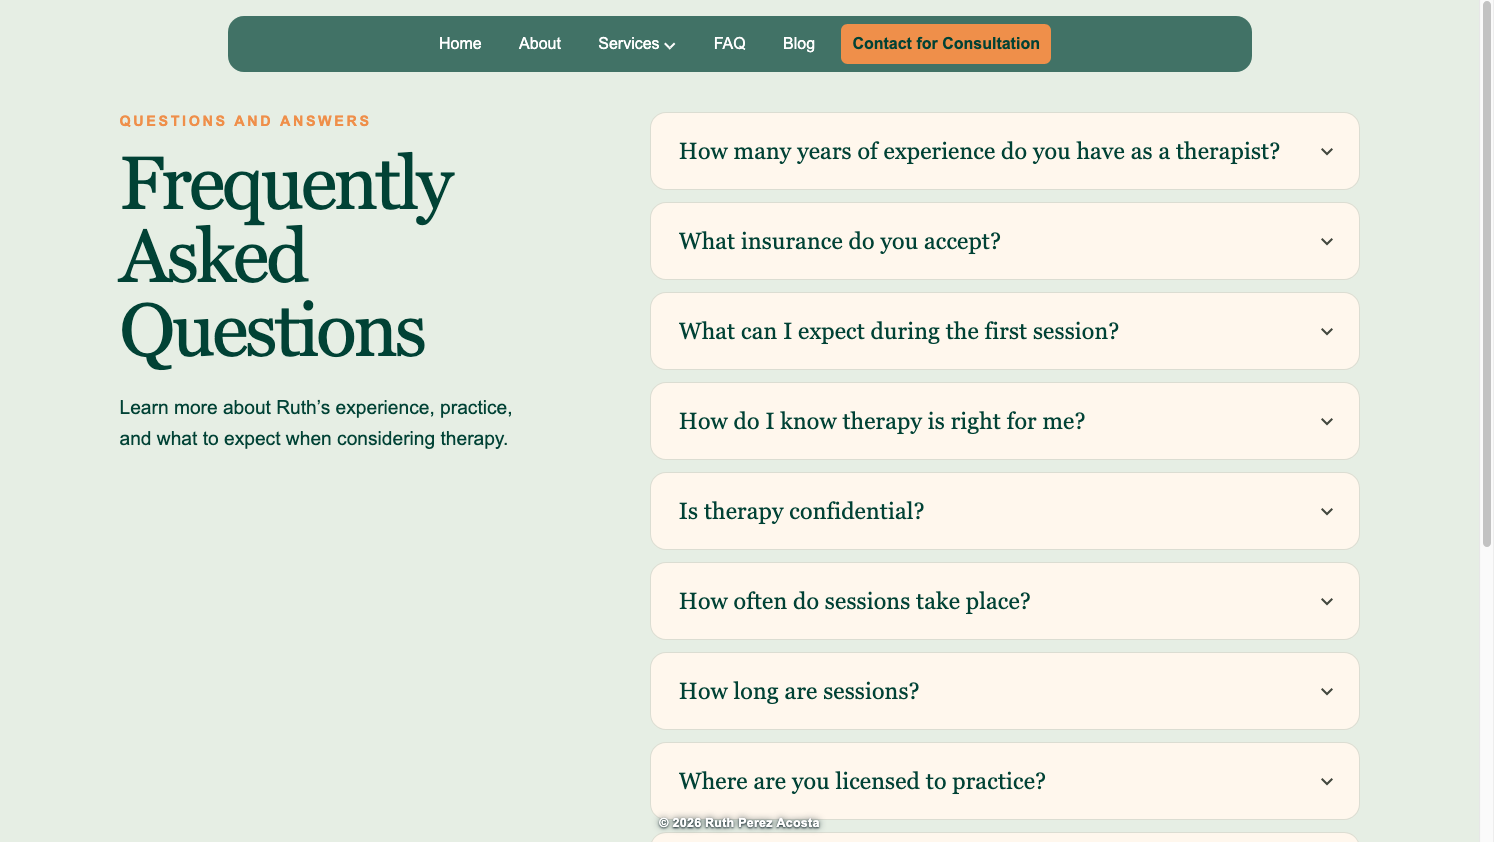 Home
About
Services
FAQ
Blog
Contact for Consultation
QUESTIONS AND ANSWERS
Frequently
Asked
Questions
Learn more about Ruth’s experience, practice,
and what to expect when considering therapy.
How many years of experience do you have as a therapist?
What insurance do you accept?
What can I expect during the first session?
How do I know therapy is right for me?
Is therapy confidential?
How often do sessions take place?
How long are sessions?
Where are you licensed to practice?
© 2026 Ruth Perez Acosta